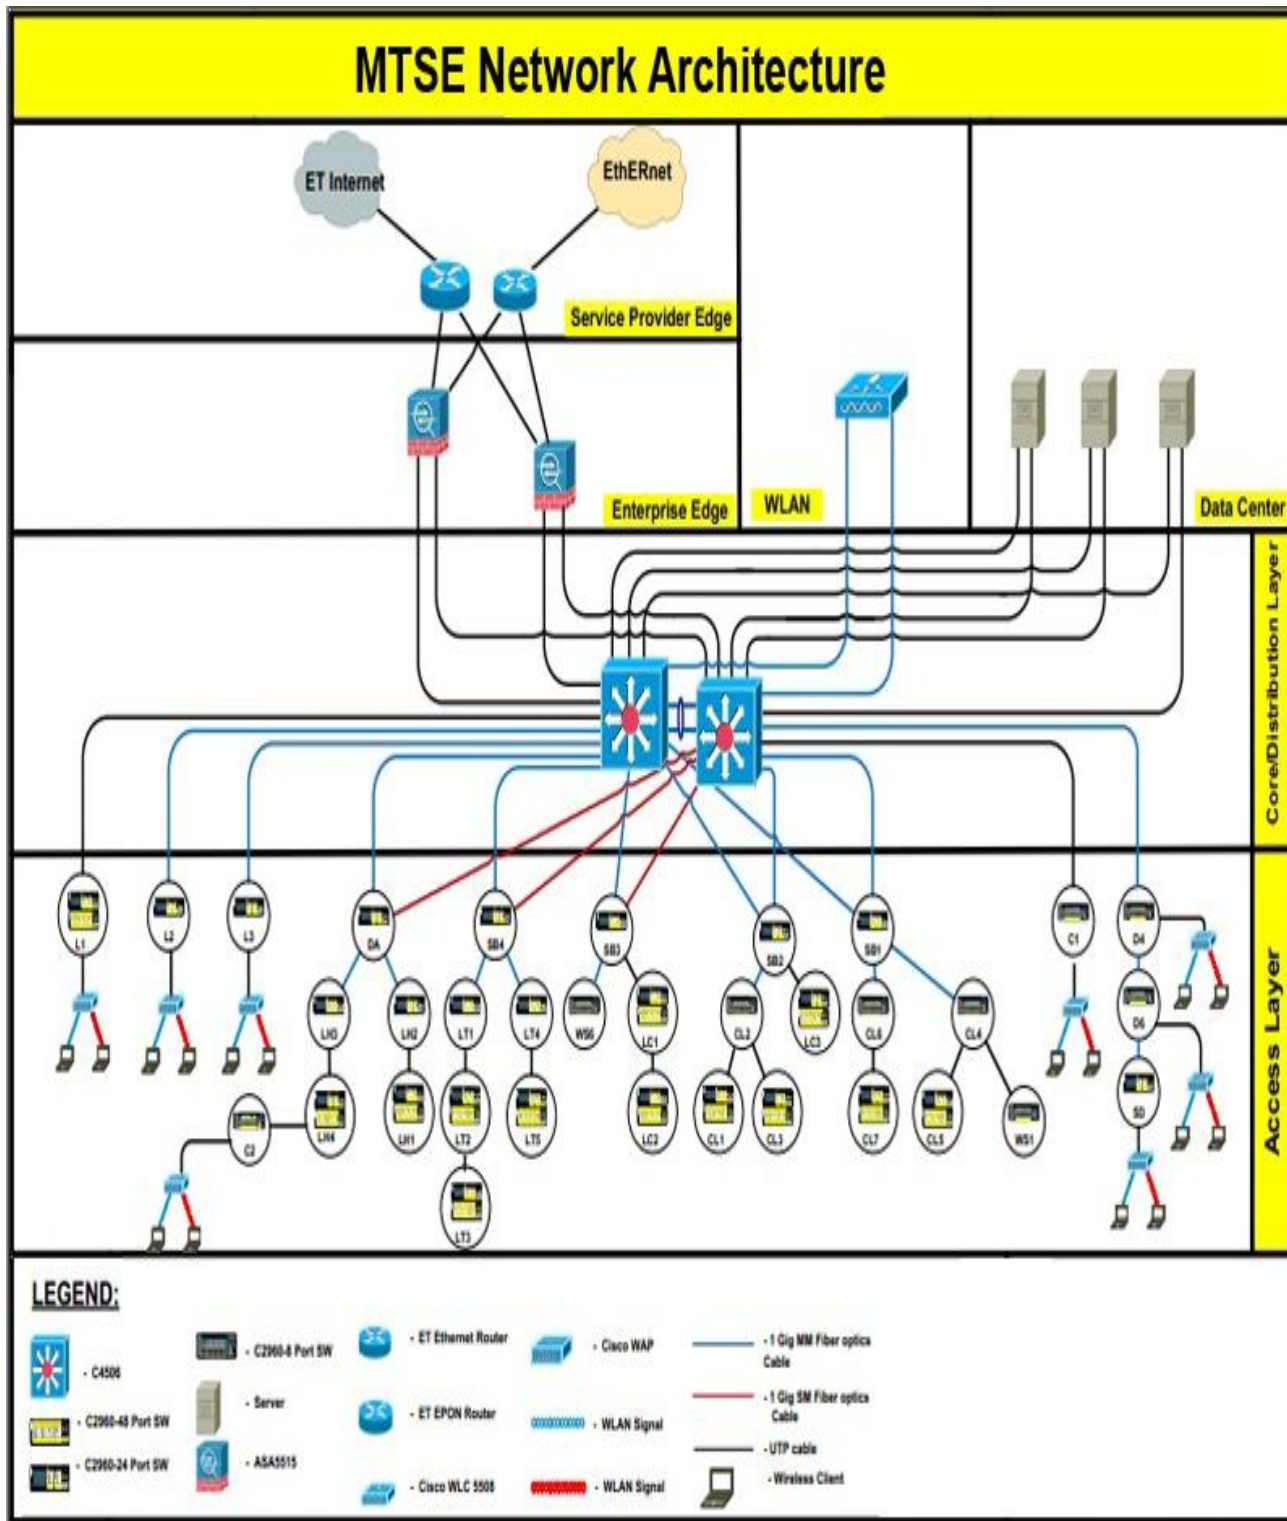 MTSE Network Architecture
ET Internet
EthERnet
Service Provider Edge
Enterprise Edge
WLAN
Data Center
Core/Distribution Layer
Access Layer
L1
L2
L3
DA
SB4
SB3
SB2
SB1
C1
D4
LH3
LH2
LT1
LT4
WS6
LC1
CL2
LC3
CL6
CL4
D6
C2
LH4
LH1
LT2
LT5
LC2
CL1
CL3
CL7
CL5
WS1
SD
LT3
LEGEND:
- C4506
- C2960-48 Port SW
- C2960-24 Port SW
- C2960-8 Port SW
- Server
- ASA5515
- ET Ethernet Router
- ET EPON Router
- Cisco WLC 5508
- Cisco WAP
- WLAN Signal
- WLAN Signal
- 1 Gig MM Fiber optics
Cable
- 1 Gig SM Fiber optics
Cable
- UTP cable
- Wireless Client